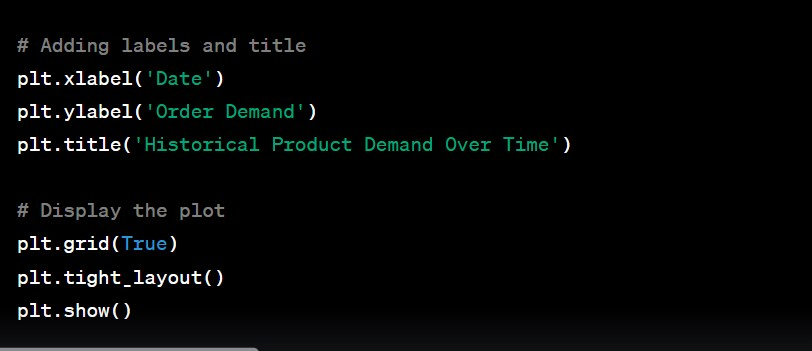 # Adding labels and title
plt.xlabel('Date')
plt.ylabel('Order Demand')
plt.title('Historical Product Demand Over Time')
# Display the plot
plt.grid(True)
plt.tight_layout()
plt.show()